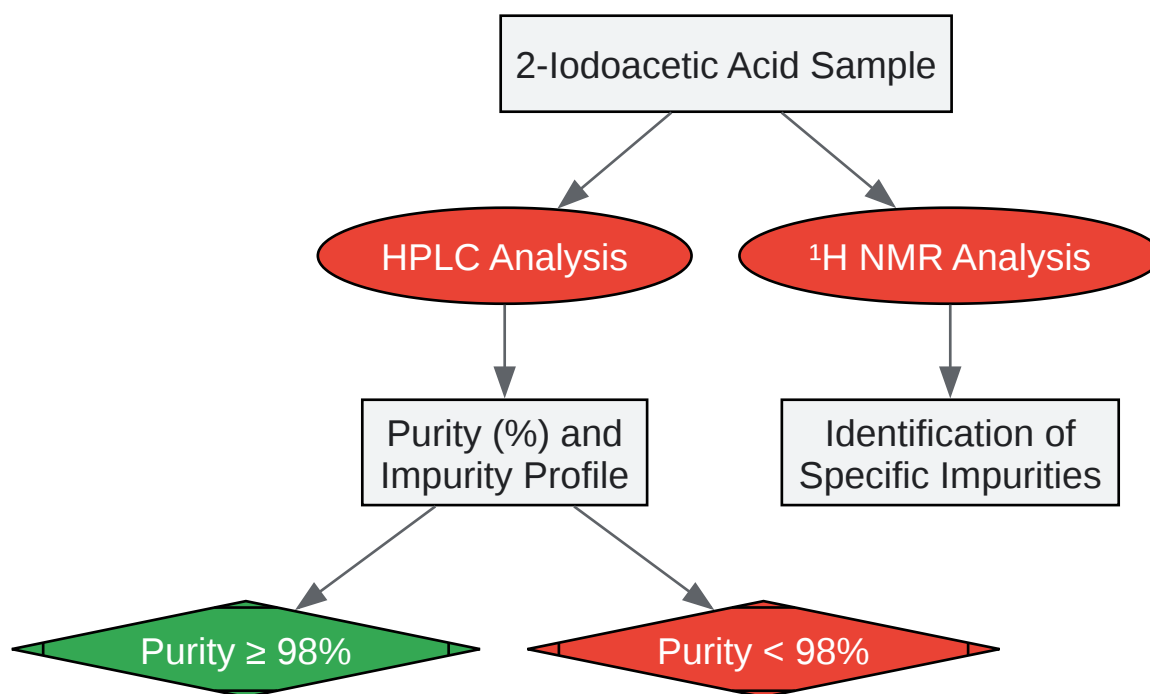 2-Iodoacetic Acid Sample
HPLC Analysis
¹H NMR Analysis
Purity (%) and
Impurity Profile
Identification of
Specific Impurities
Purity ≥ 98%
Purity < 98%